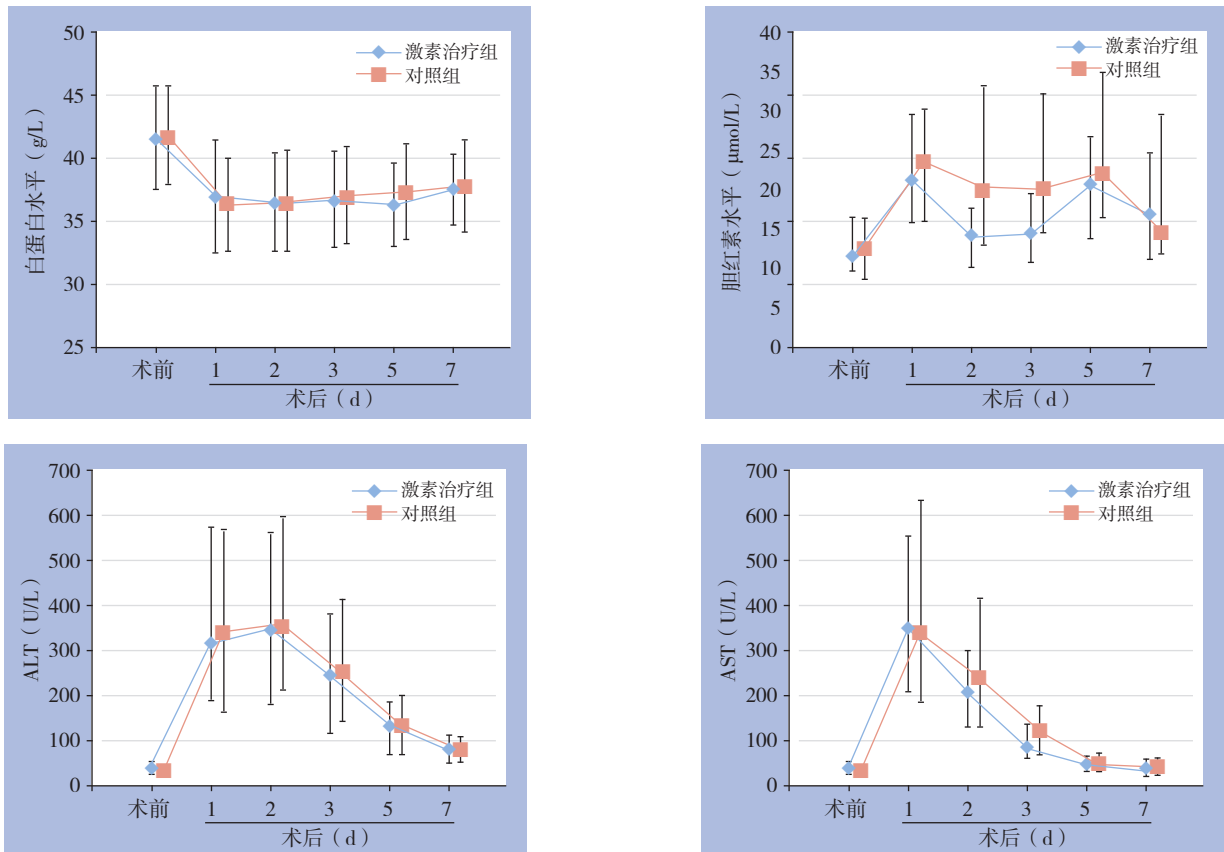 50
45
40
35
30
25
白蛋白水平（g/L）
激素治疗组
对照组
术前 1 2 3 5 7
术后（d）
40
35
30
25
20
15
10
5
0
胆红素水平（μmol/L）
激素治疗组
对照组
术前 1 2 3 5 7
术后（d）
700
600
500
400
300
200
100
0
ALT（U/L）
激素治疗组
对照组
术前 1 2 3 5 7
术后（d）
700
600
500
400
300
200
100
0
AST（U/L）
激素治疗组
对照组
术前 1 2 3 5 7
术后（d）